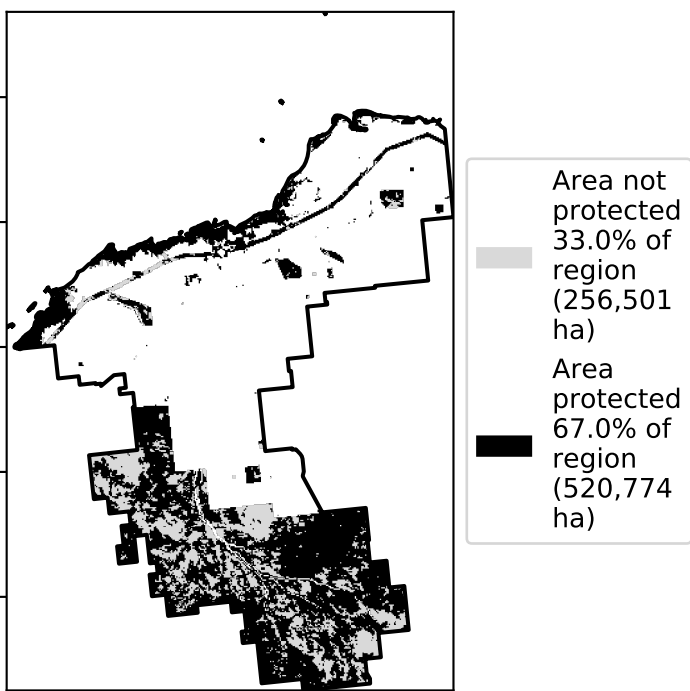 Area not
protected
33.0% of
region
(256,501
ha)
Area
protected
67.0% of
region
(520,774
ha)